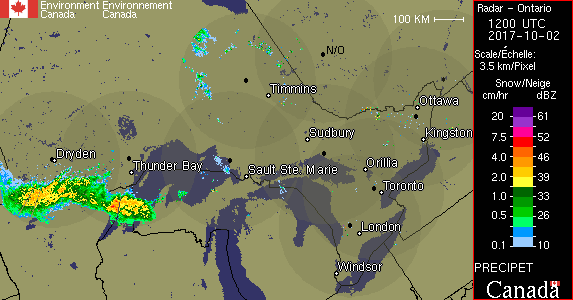 Environment Environnement
Canada Canada
100 KM
N/O
Timmins
Ottawa
Sudbury
Kingston
Dryden
Thunder Bay
Sault Ste. Marie
Orillia
Toronto
London
Windsor
Radar - Ontario
1200 UTC
2017-10-02
Scale/Échelle:
3.5 km/Pixel
Snow/Neige
cm/hr dBZ
20 61
7.5 52
4.0 46
2.0 39
1.0 33
0.5 26
0.1 10
PRECIPET
Canada